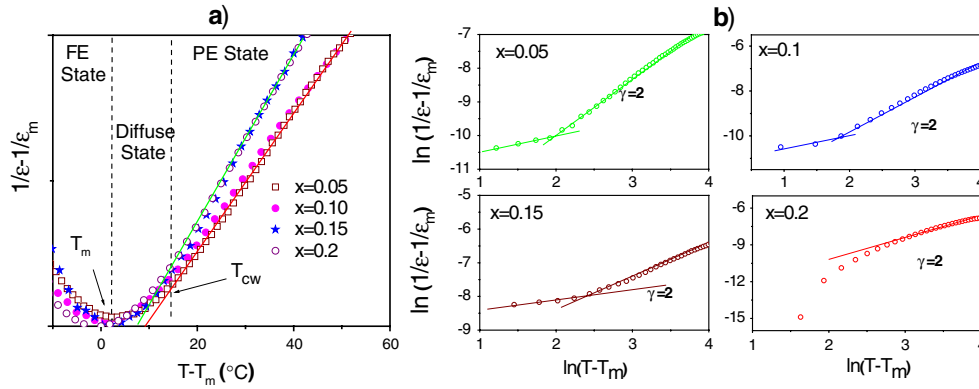 a)
FE State
PE State
Diffuse State
1/ε-1/εm
x=0.05
x=0.10
x=0.15
x=0.2
Tm
Tcw
0
20
40
60
T-Tm (°C)
b)
x=0.05
-7
-8
-9
-10
-11
γ=2
1
2
3
4
ln (1/ε-1/εm)
x=0.1
-6
-8
-10
γ=2
1
2
3
4
x=0.15
-5
-6
-7
-8
-9
γ=2
1
2
3
4
ln (1/ε-1/εm)
ln(T-Tm)
x=0.2
-6
-9
-12
-15
γ=2
1
2
3
4
ln(T-Tm)